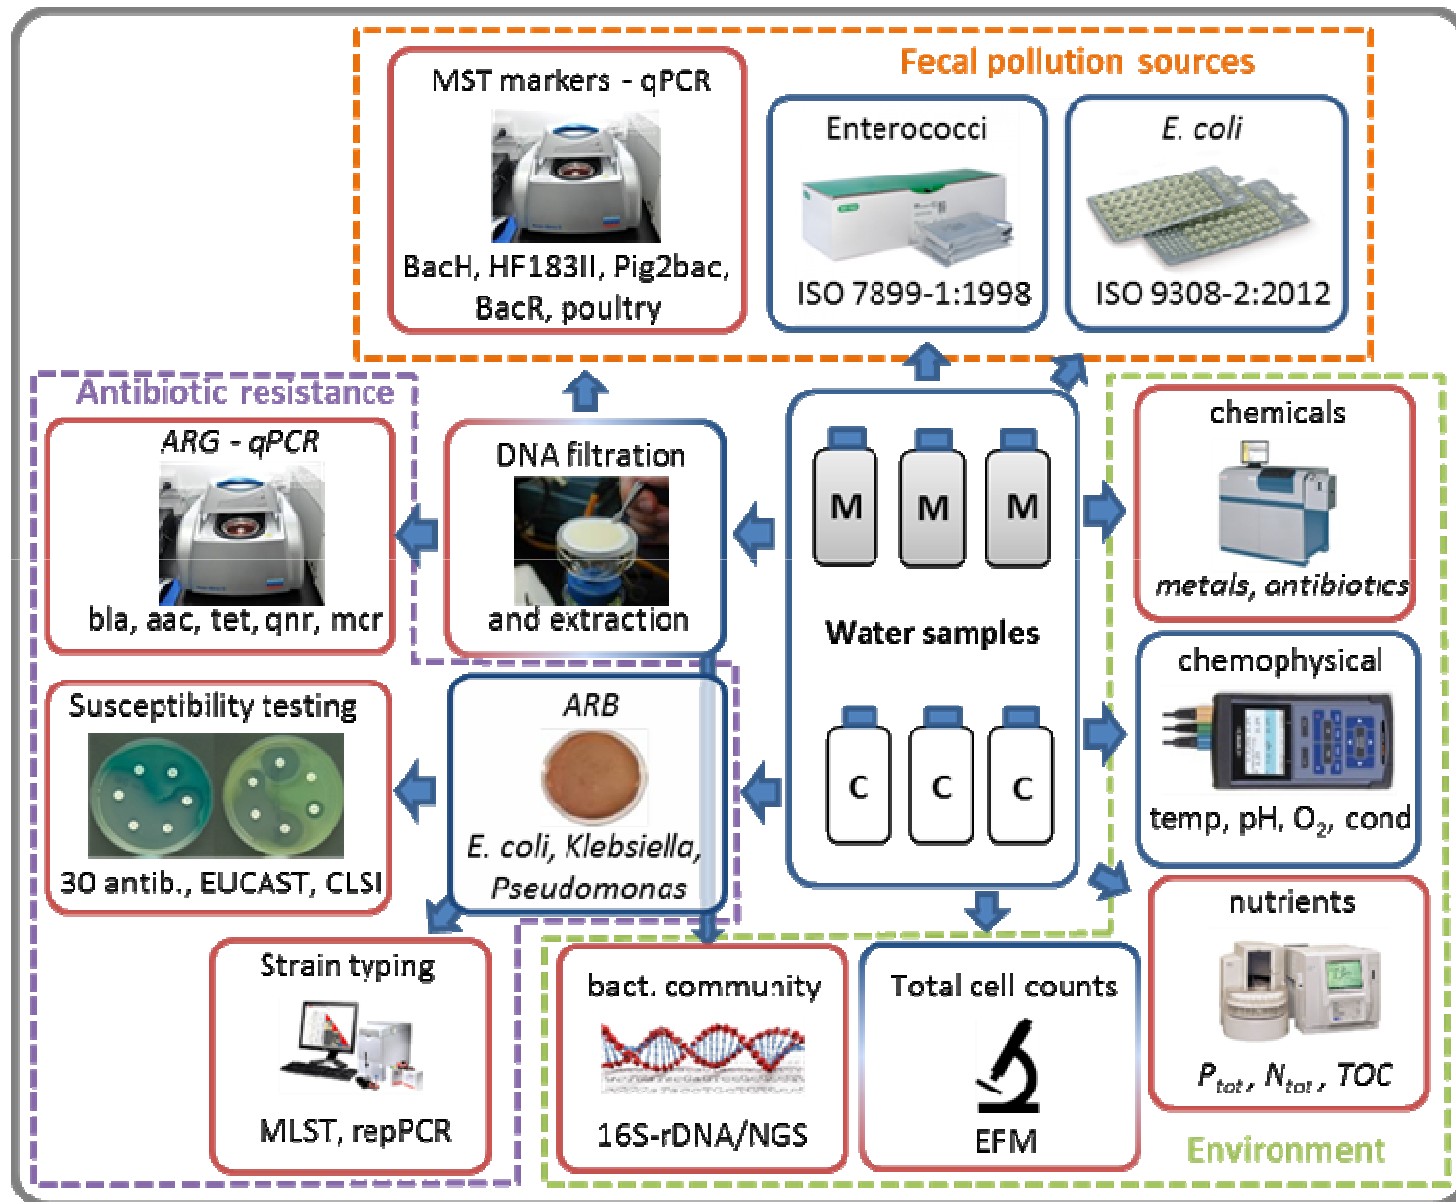 Fecal pollution sources
MST markers - qPCR
BacH, HF183II, Pig2bac,
BacR, poultry
Enterococci
ISO 7899-1:1998
E. coli
ISO 9308-2:2012
Antibiotic resistance
ARG - qPCR
bla, aac, tet, qnr, mcr
DNA filtration
and extraction
M
M
M
Water samples
C
C
C
chemicals
metals, antibiotics
chemophysical
temp, pH, O₂, cond
Susceptibility testing
30 antib., EUCAST, CLSI
ARB
E. coli, Klebsiella,
Pseudomonas
nutrients
Ptot, Ntot, TOC
Strain typing
MLST, repPCR
bact. community
16S-rDNA/NGS
Total cell counts
EFM
Environment